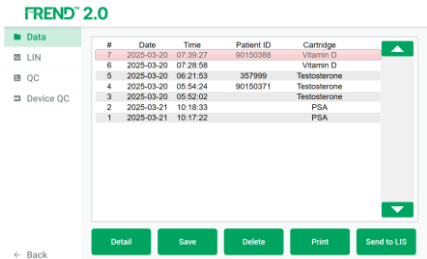 FREND™ 2.0
Data
LIN
QC
Device QC
# Date Time Patient ID Cartridge
7 2025-03-20 07:39:27 90150388 Vitamin D
6 2025-03-20 07:28:58 Vitamin D
5 2025-03-20 06:21:53 357999 Testosterone
4 2025-03-20 05:54:24 90150371 Testosterone
3 2025-03-20 05:52:02 Testosterone
2 2025-03-21 10:18:33 PSA
1 2025-03-21 10:17:22 PSA
Detail Save Delete Print Send to LIS
← Back